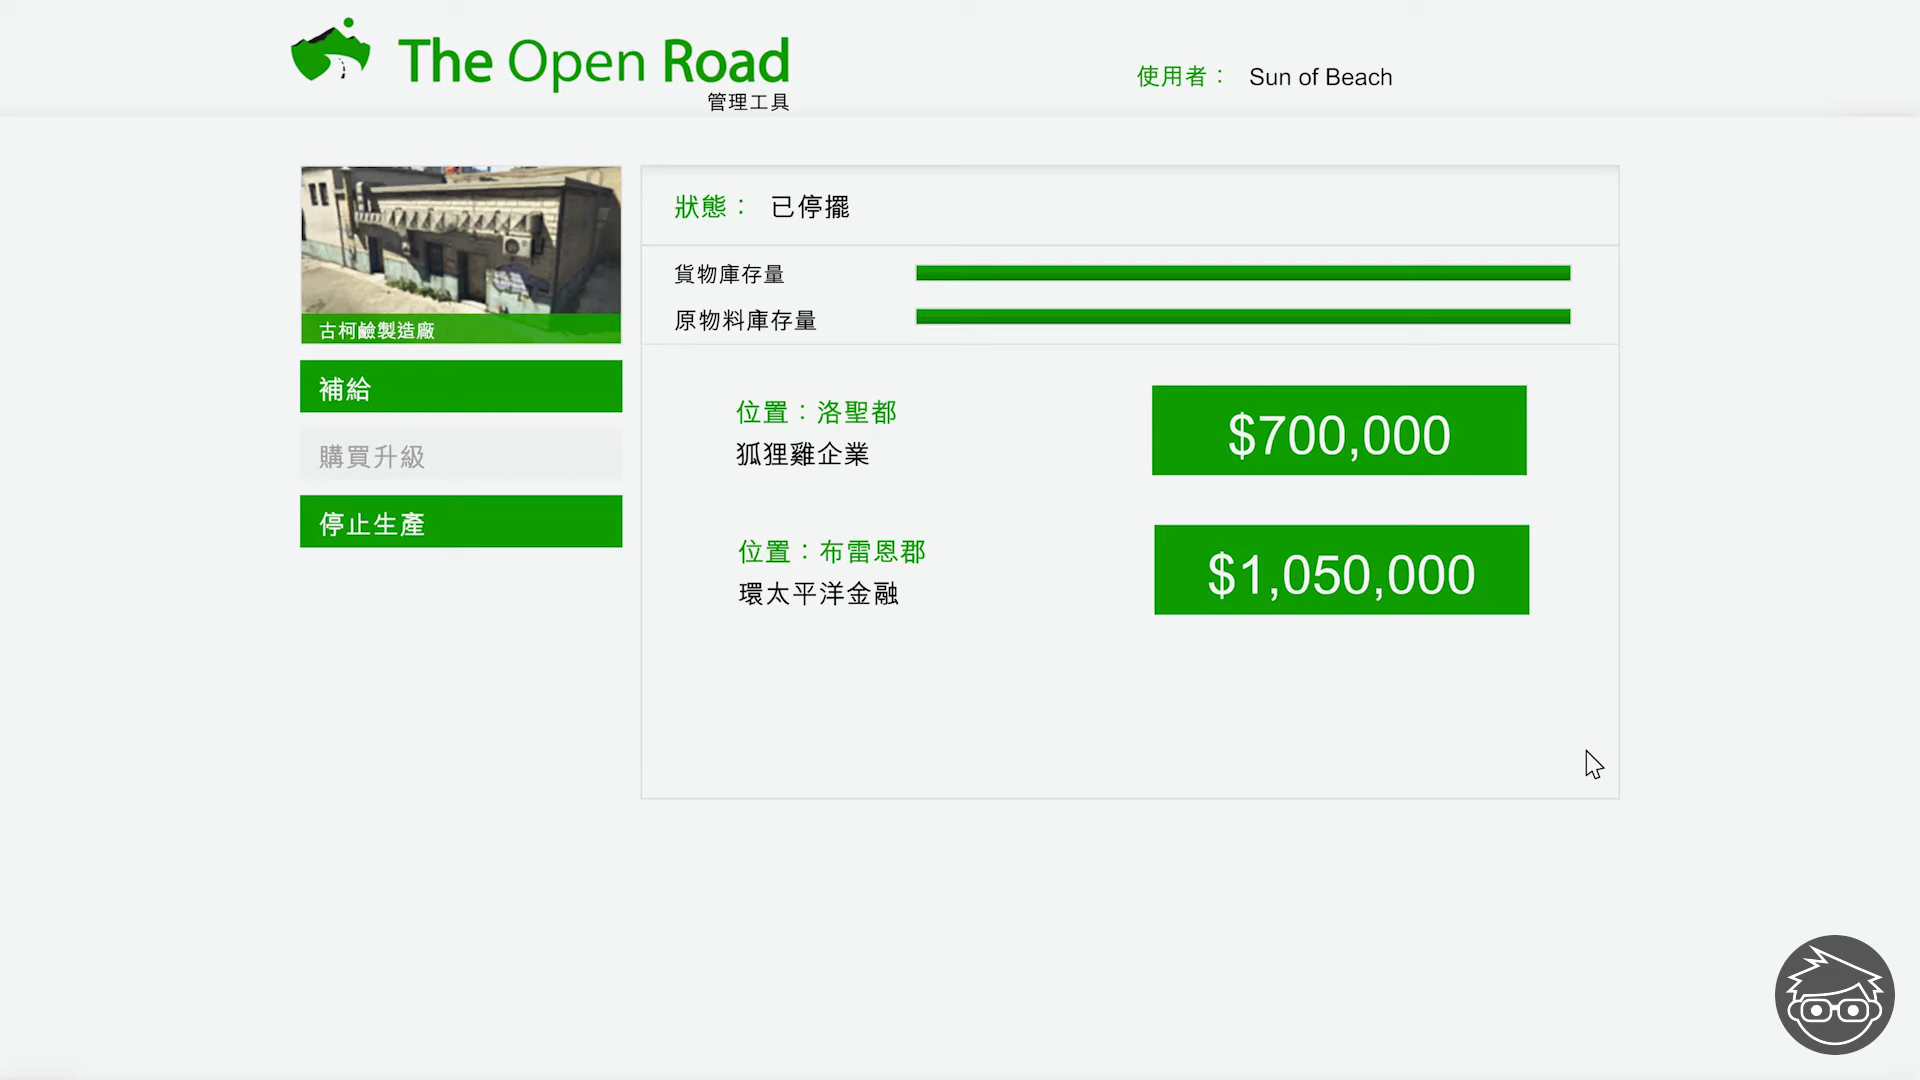 The Open Road
管理工具
使用者： Sun of Beach
古柯鹼製造廠
補給
購買升級
停止生產
狀態： 已停擺
貨物庫存量
原物料庫存量
位置：洛聖都
狐狸雞企業
$700,000
位置：布雷恩郡
環太平洋金融
$1,050,000